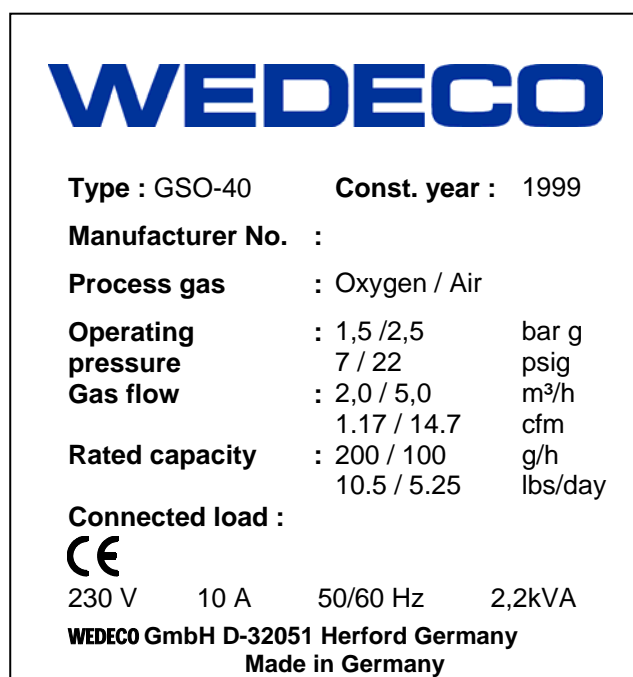 WEDECO
Type : GSO-40 Const. year : 1999
Manufacturer No. :
Process gas : Oxygen / Air
Operating : 1,5 /2,5 bar g
pressure 7 / 22 psig
Gas flow : 2,0 / 5,0 m³/h
1.17 / 14.7 cfm
Rated capacity : 200 / 100 g/h
10.5 / 5.25 lbs/day
Connected load :
CE
230 V 10 A 50/60 Hz 2,2kVA
WEDECO GmbH D-32051 Herford Germany
Made in Germany